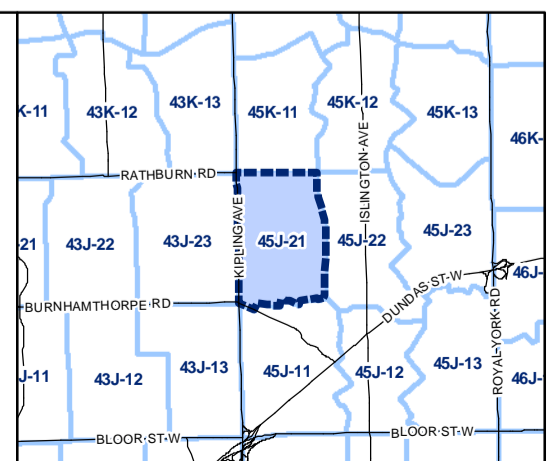 K-11
43K-12
43K-13
45K-11
45K-12
45K-13
46K-
RATHBURN RD
KIPLING AVE
ISLINGTON AVE
-21
43J-22
43J-23
45J-21
45J-22
45J-23
46J-
DUNDAS ST W
BURNHAMTHORPE RD
ROYAL YORK RD
J-11
43J-12
43J-13
45J-11
45J-12
45J-13
46J-
BLOOR ST W
BLOOR ST W